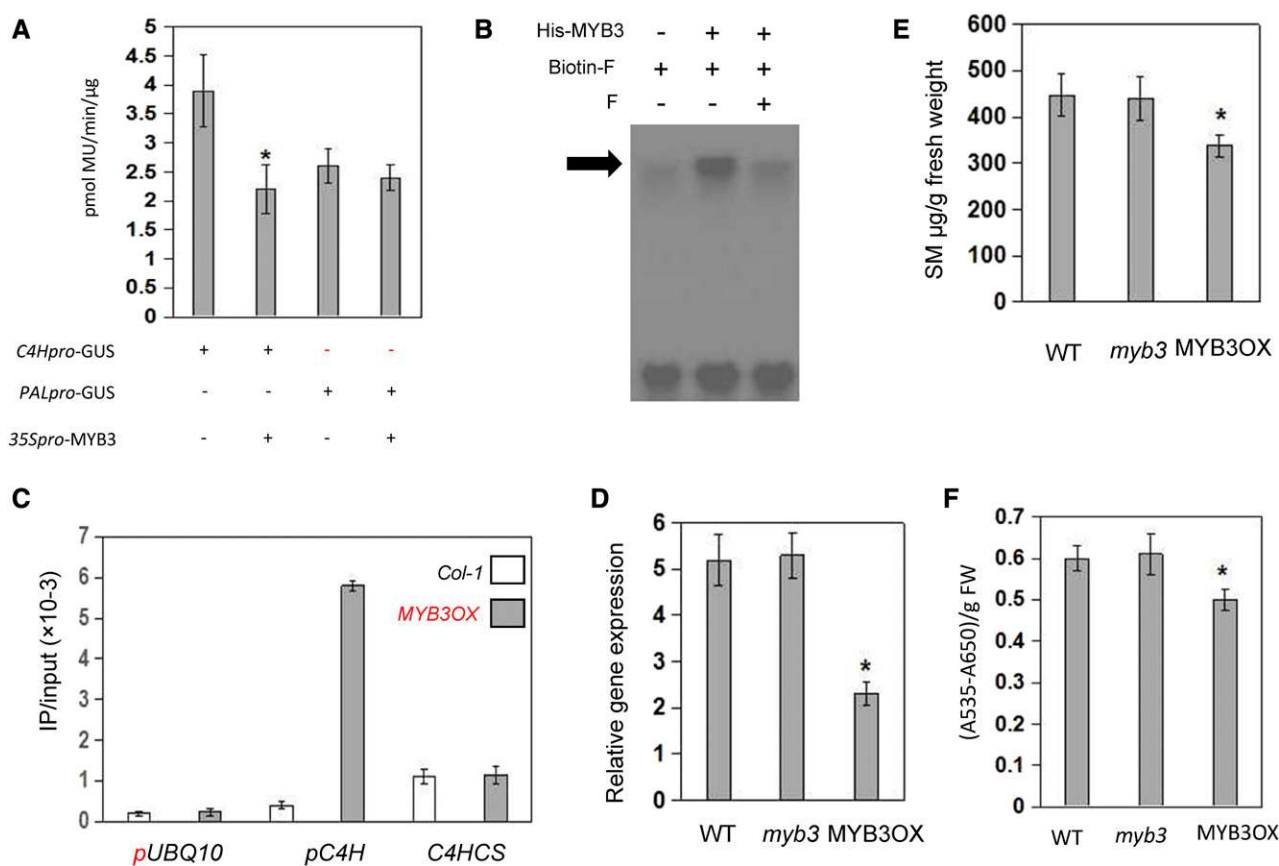 A
pmol MU/min/µg
5
4.5
4
3.5
3
2.5
2
1.5
1
0.5
0
*
C4Hpro-GUS + + - -
PALpro-GUS - - + +
35Spro-MYB3 - + - +
B
His-MYB3 - + +
Biotin-F + + +
F - - +
E
SM µg/g fresh weight
600
500
400
300
200
100
0
*
WT myb3 MYB3OX
C
IP/input (×10-3)
7
6
5
4
3
2
1
0
Col-1
MYB3OX
pUBQ10 pC4H C4HCS
D
Relative gene expression
6
5
4
3
2
1
0
*
WT myb3 MYB3OX
F
(A535-A650)/g FW
0.7
0.6
0.5
0.4
0.3
0.2
0.1
0
*
WT myb3 MYB3OX